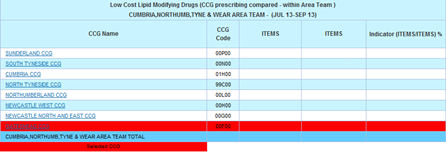 Low Cost Lipid Modifying Drugs (CCG prescribing compared - within Area Team )
CUMBRIA,NORTHUMB,TYNE & WEAR AREA TEAM - (JUL 13-SEP 13)
CCG Name CCG Code ITEMS ITEMS Indicator (ITEMS/ITEMS) %
SUNDERLAND CCG 00P00
SOUTH TYNESIDE CCG 00N00
CUMBRIA CCG 01H00
NORTH TYNESIDE CCG 99C00
NORTHUMBERLAND CCG 00L00
NEWCASTLE WEST CCG 00H00
NEWCASTLE NORTH AND EAST CCG 00G00
CUMBRIA,NORTHUMB,TYNE & WEAR AREA TEAM TOTAL
Selected CCG